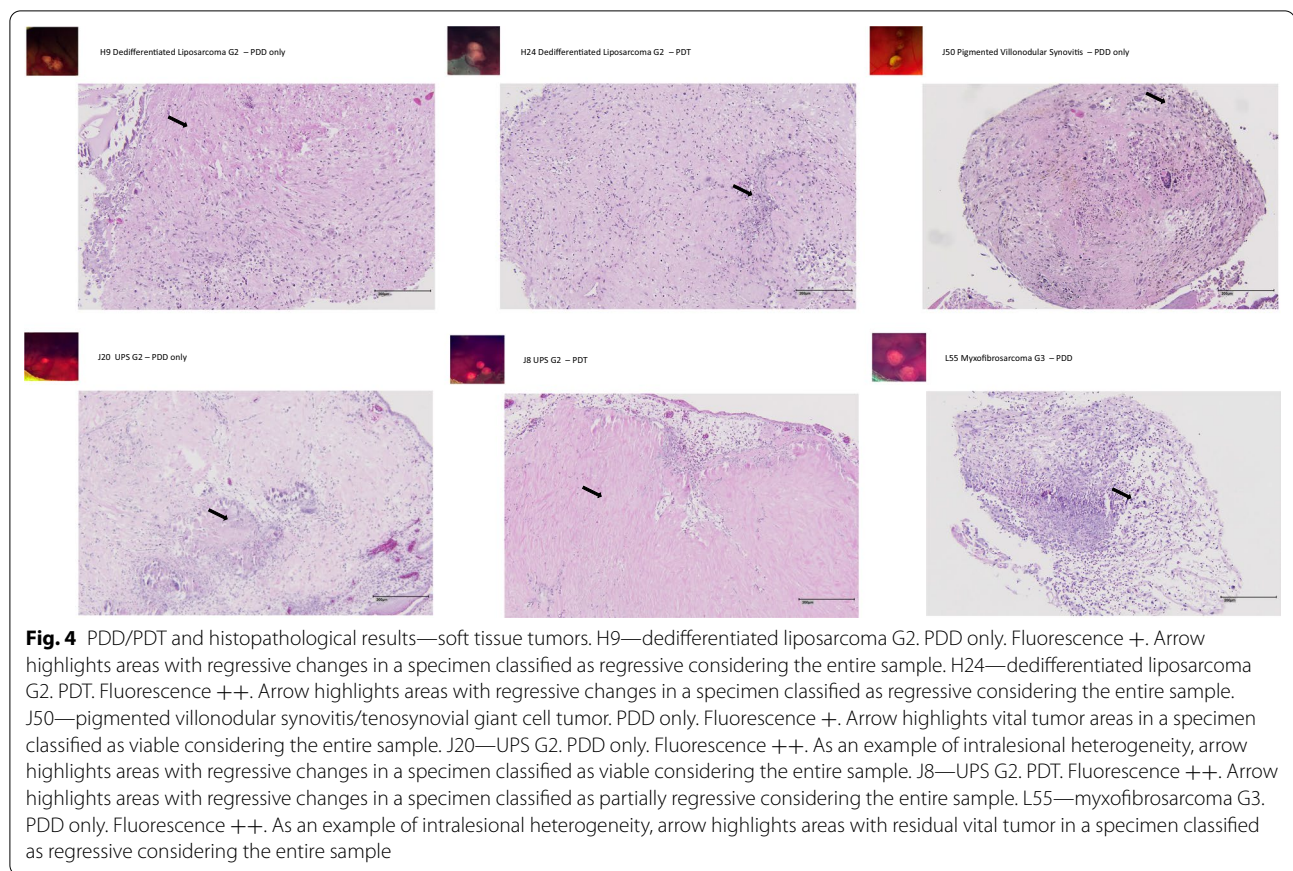 H9 Dedifferentiated Liposarcoma G2 – PDD only
H24 Dedifferentiated Liposarcoma G2 – PDT
J50 Pigmented Villonodular Synovitis – PDD only
200µm
200µm
200µm
J20 UPS G2 – PDD only
J8 UPS G2 – PDT
L55 Myxofibrosarcoma G3 – PDD
200µm
200µm
200µm
Fig. 4 PDD/PDT and histopathological results—soft tissue tumors. H9—dedifferentiated liposarcoma G2. PDD only. Fluorescence +. Arrow
highlights areas with regressive changes in a specimen classified as regressive considering the entire sample. H24—dedifferentiated liposarcoma
G2. PDT. Fluorescence ++. Arrow highlights areas with regressive changes in a specimen classified as regressive considering the entire sample.
J50—pigmented villonodular synovitis/tenosynovial giant cell tumor. PDD only. Fluorescence +. Arrow highlights vital tumor areas in a specimen
classified as viable considering the entire sample. J20—UPS G2. PDD only. Fluorescence ++. As an example of intralesional heterogeneity, arrow
highlights areas with regressive changes in a specimen classified as viable considering the entire sample. J8—UPS G2. PDT. Fluorescence ++. Arrow
highlights areas with regressive changes in a specimen classified as partially regressive considering the entire sample. L55—myxofibrosarcoma G3.
PDD only. Fluorescence ++. As an example of intralesional heterogeneity, arrow highlights areas with residual vital tumor in a specimen classified
as regressive considering the entire sample